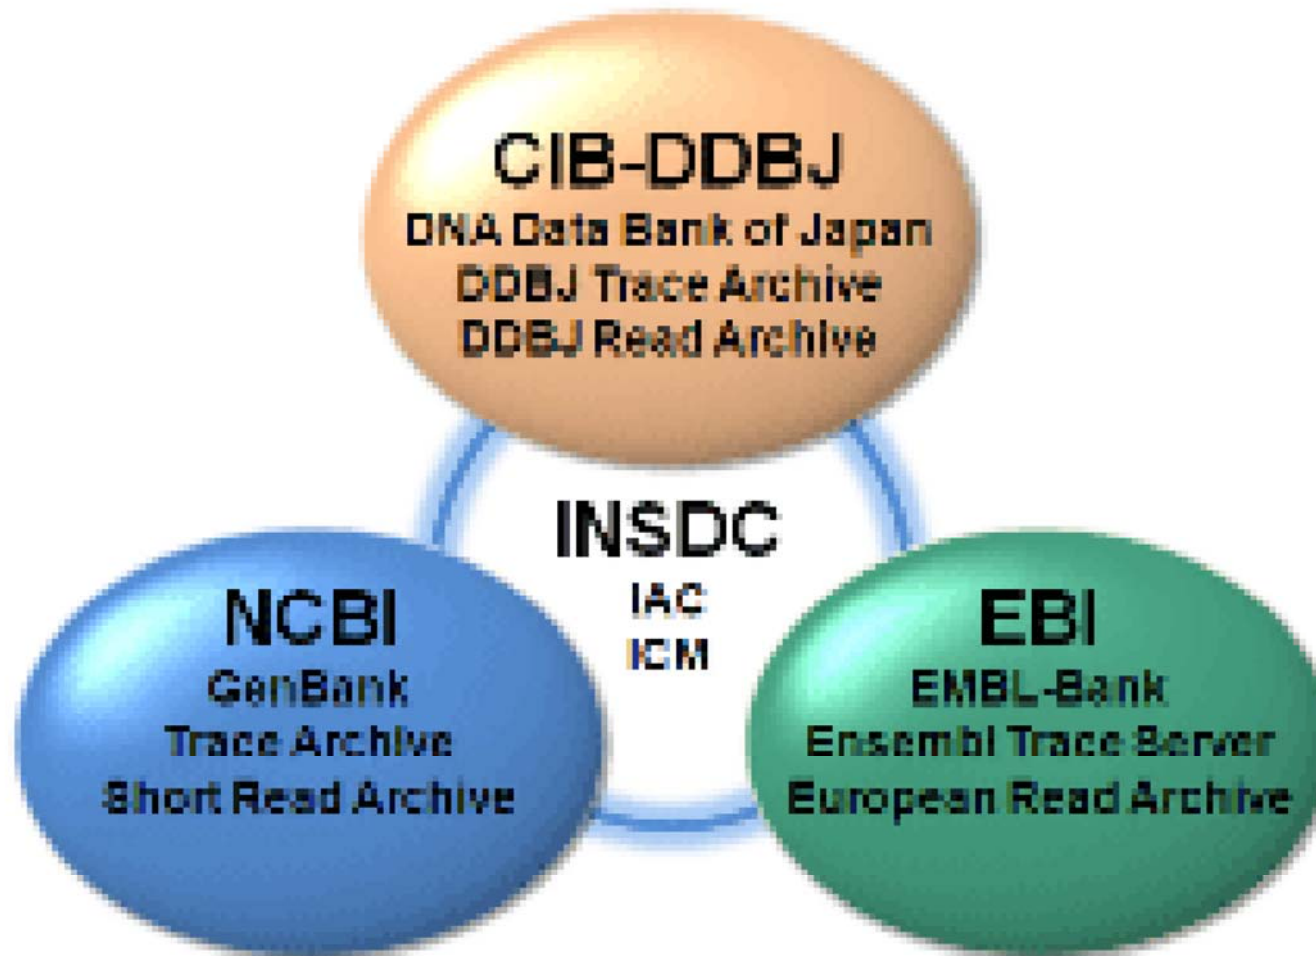 CIB-DDBJ
DNA Data Bank of Japan
DDBJ Trace Archive
DDBJ Read Archive
INSDC
IAC
ICM
NCBI
GenBank
Trace Archive
Short Read Archive
EBI
EMBL-Bank
Ensembl Trace Server
European Read Archive